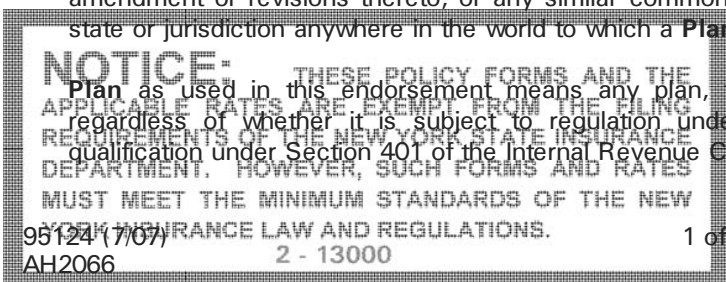 amendment or revisions thereto, or any similar common
state or jurisdiction anywhere in the world to which a Plan
NOTICE: THESE POLICY FORMS AND THE
Plan as used in this endorsement means any plan,
APPLICABLE RATES ARE EXEMPT FROM THE FILING
regardless of whether it is subject to regulation unde
REQUIREMENTS OF THE NEW YORK STATE INSURANCE
qualification under Section 401 of the Internal Revenue C
DEPARTMENT. HOWEVER, SUCH FORMS AND RATES
MUST MEET THE MINIMUM STANDARDS OF THE NEW
YORK INSURANCE LAW AND REGULATIONS.
95124 (7/07) 1 of
2 - 13000
AH2066